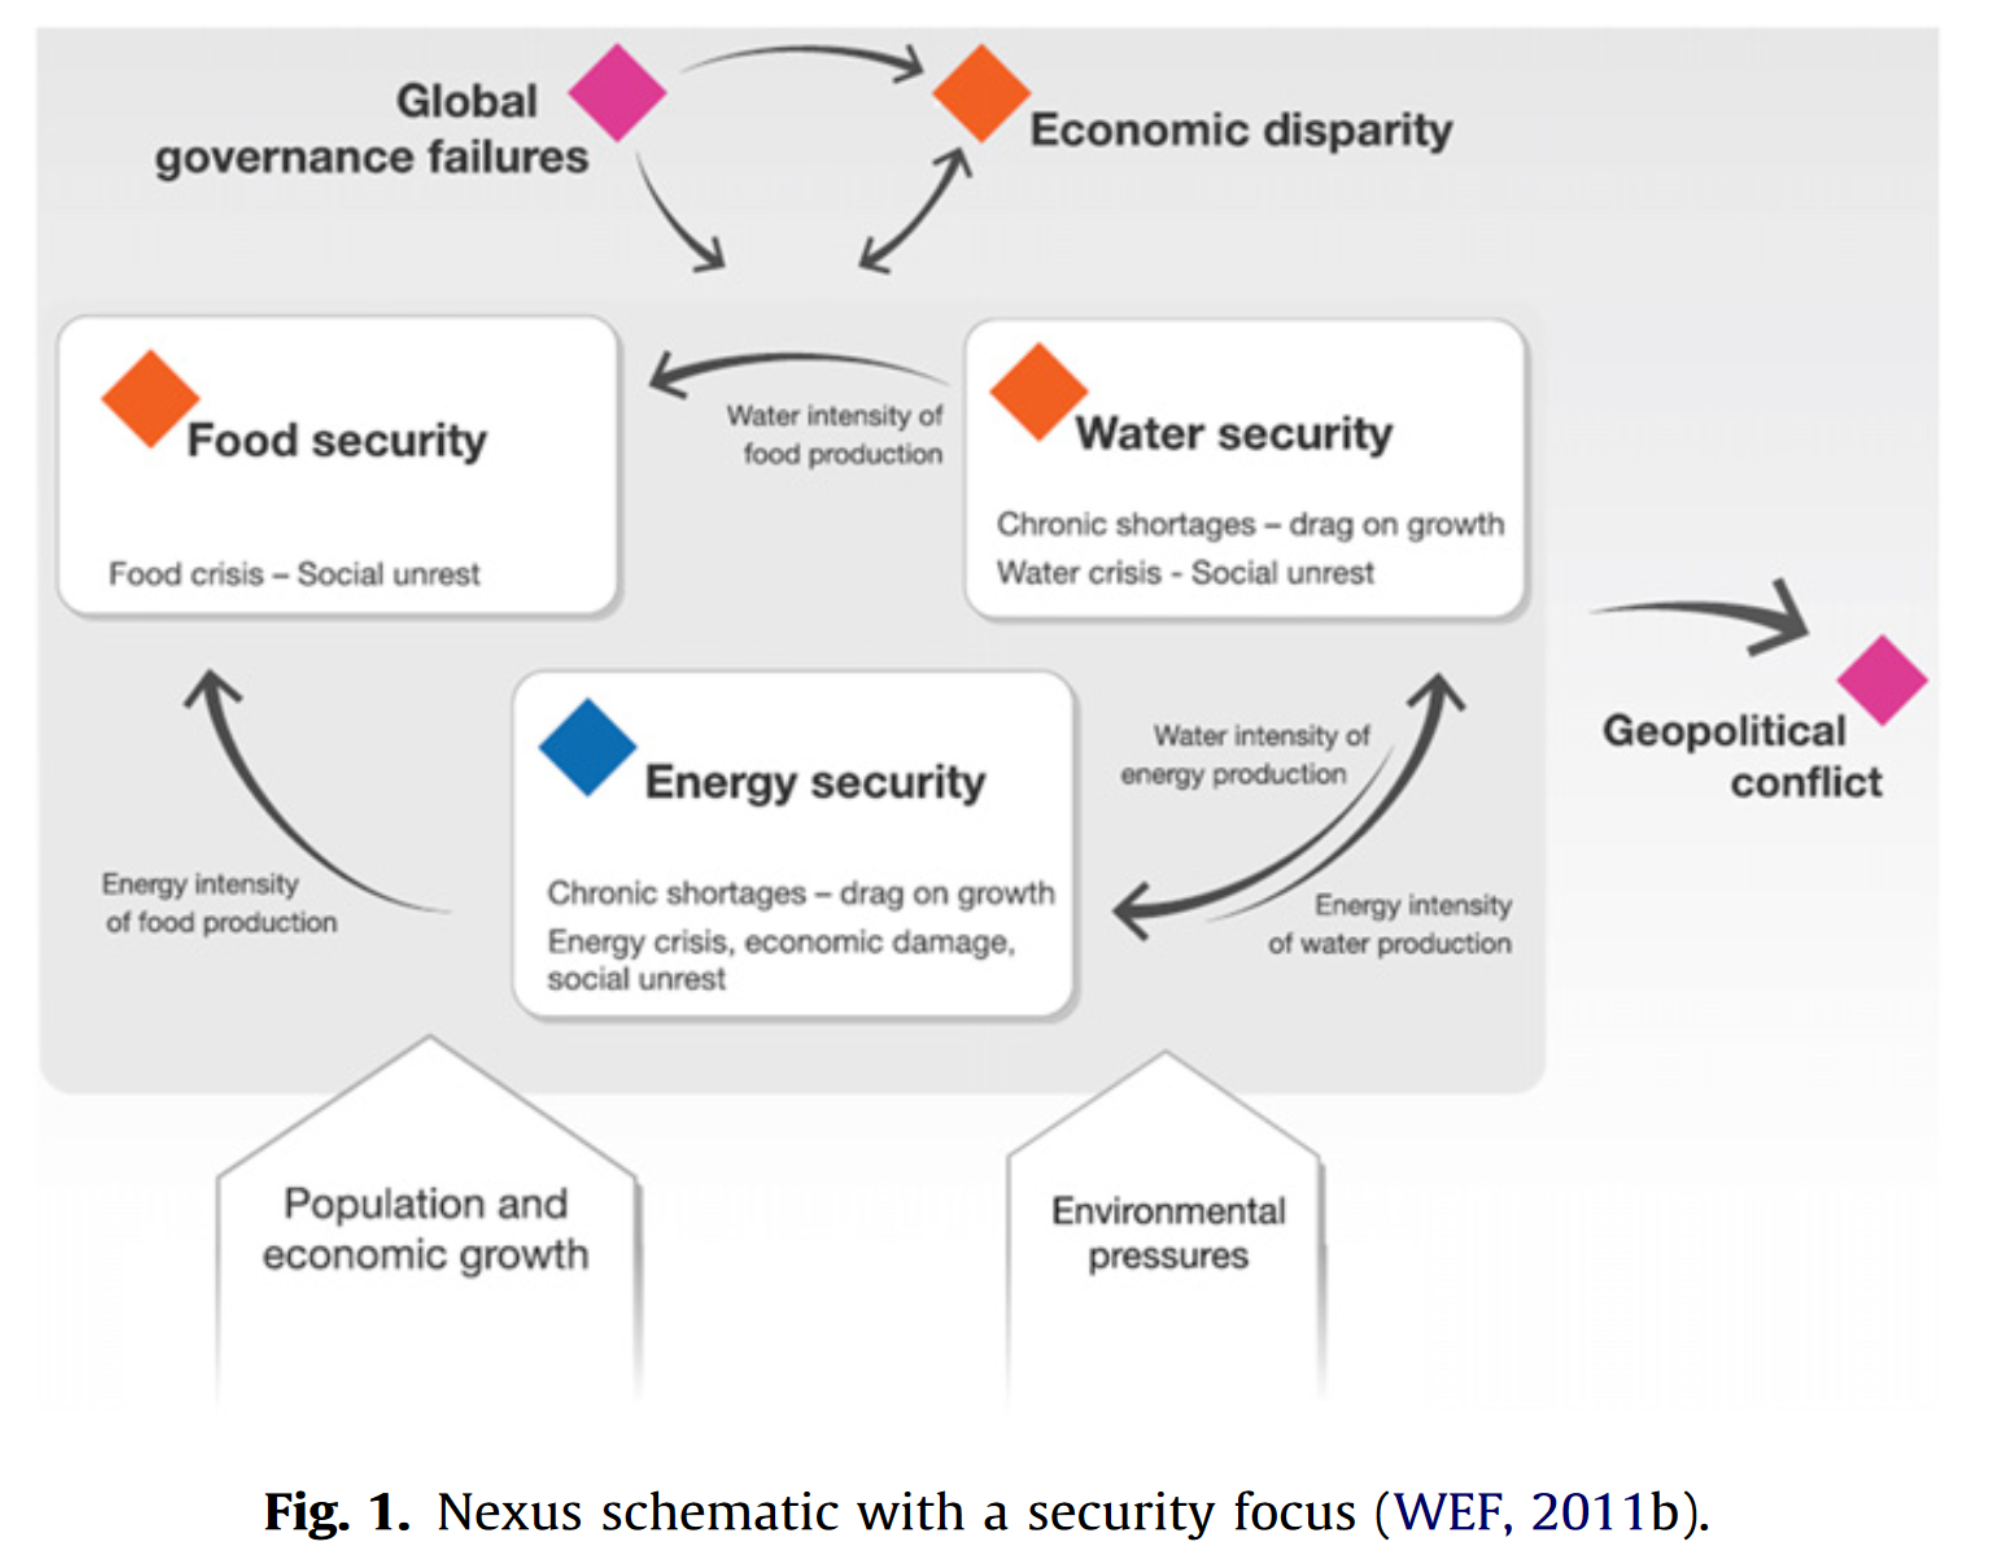 Global
governance failures
Economic disparity
Food security
Food crisis – Social unrest
Water intensity of
food production
Water security
Chronic shortages – drag on growth
Water crisis - Social unrest
Geopolitical
conflict
Energy security
Chronic shortages – drag on growth
Energy crisis, economic damage,
social unrest
Water intensity of
energy production
Energy intensity
of water production
Energy intensity
of food production
Population and
economic growth
Environmental
pressures
Fig. 1. Nexus schematic with a security focus (WEF, 2011b).